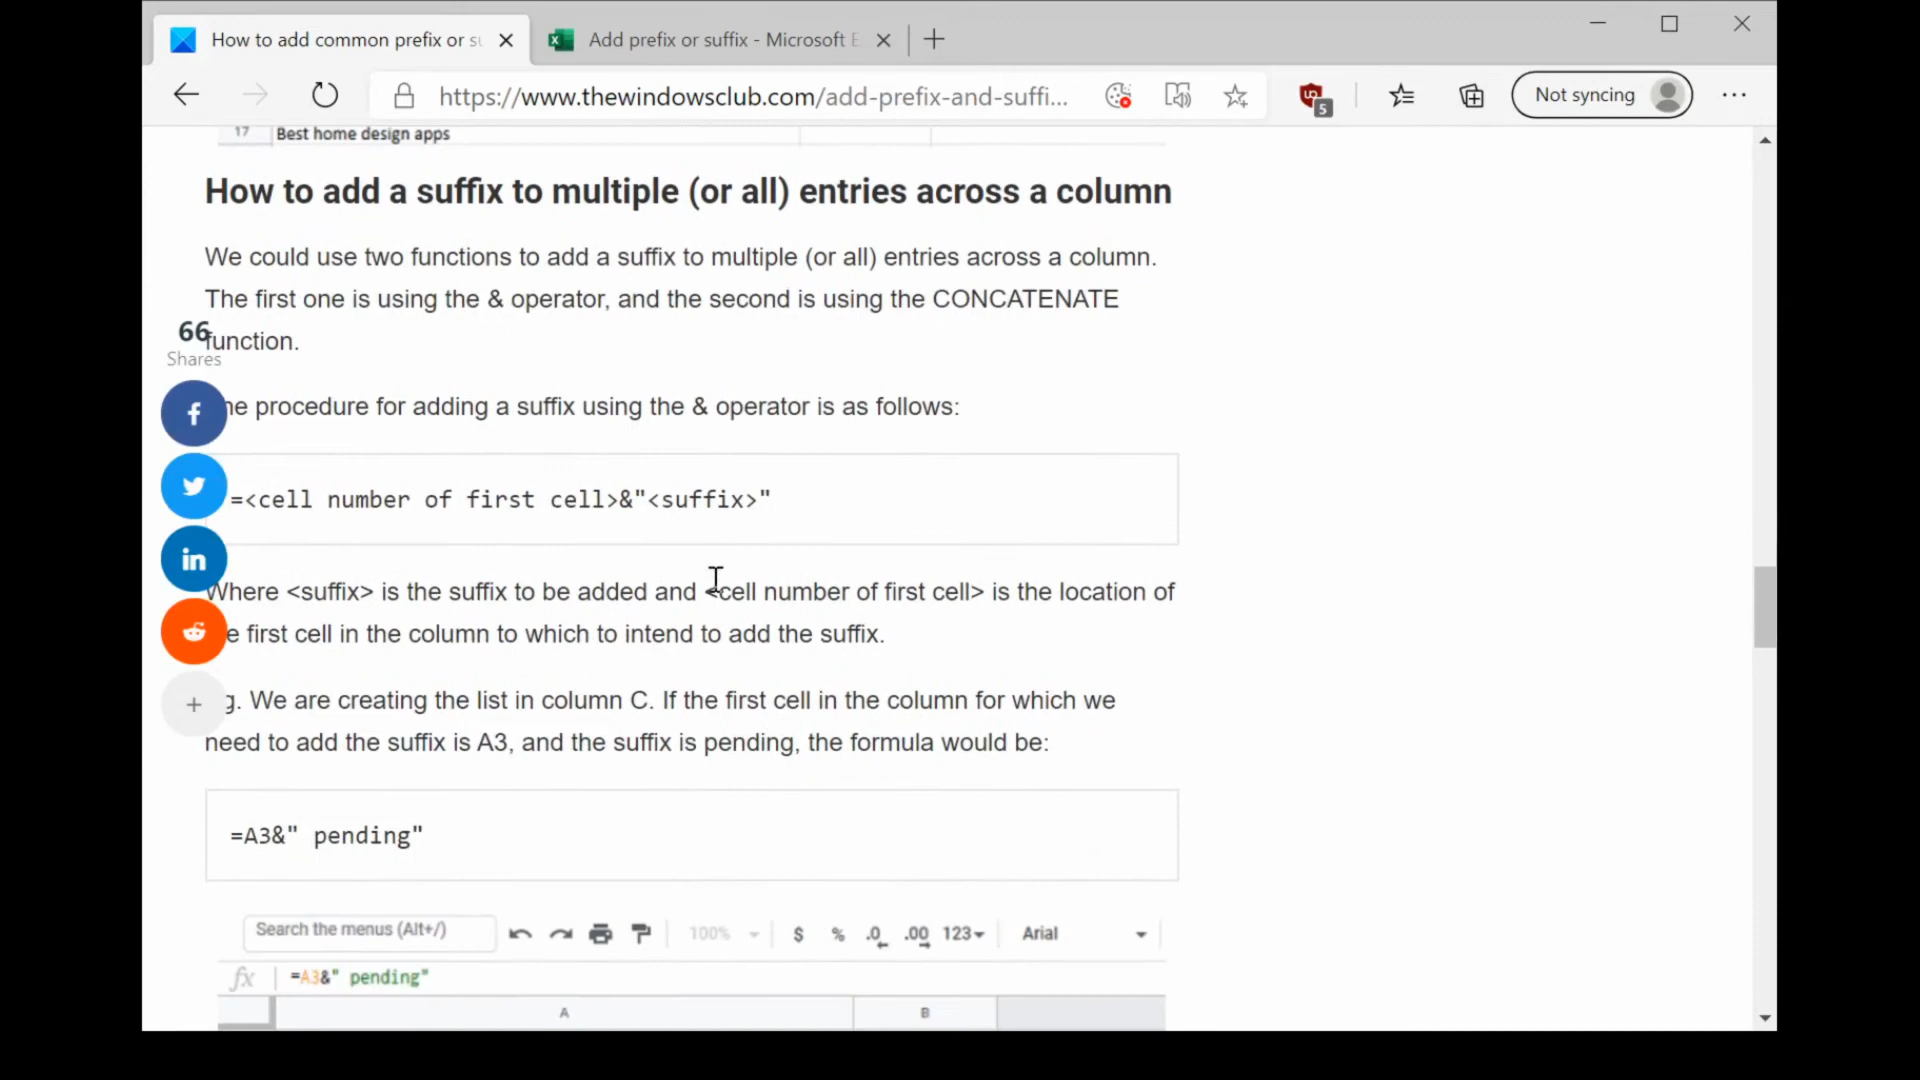 How to add common prefix or su
Add prefix or suffix - Microsoft E
https://www.thewindowsclub.com/add-prefix-and-suffi...
5
Not syncing
17 Best home design apps
How to add a suffix to multiple (or all) entries across a column
We could use two functions to add a suffix to multiple (or all) entries across a column.
The first one is using the & operator, and the second is using the CONCATENATE
function.
66
Shares
he procedure for adding a suffix using the & operator is as follows:
=<cell number of first cell>&"<suffix>"
Where <suffix> is the suffix to be added and <cell number of first cell> is the location of
e first cell in the column to which to intend to add the suffix.
g. We are creating the list in column C. If the first cell in the column for which we
need to add the suffix is A3, and the suffix is pending, the formula would be:
=A3&" pending"
Search the menus (Alt+/) 100% $ % .0 .00 123 Arial
fx =A3&" pending"
A B